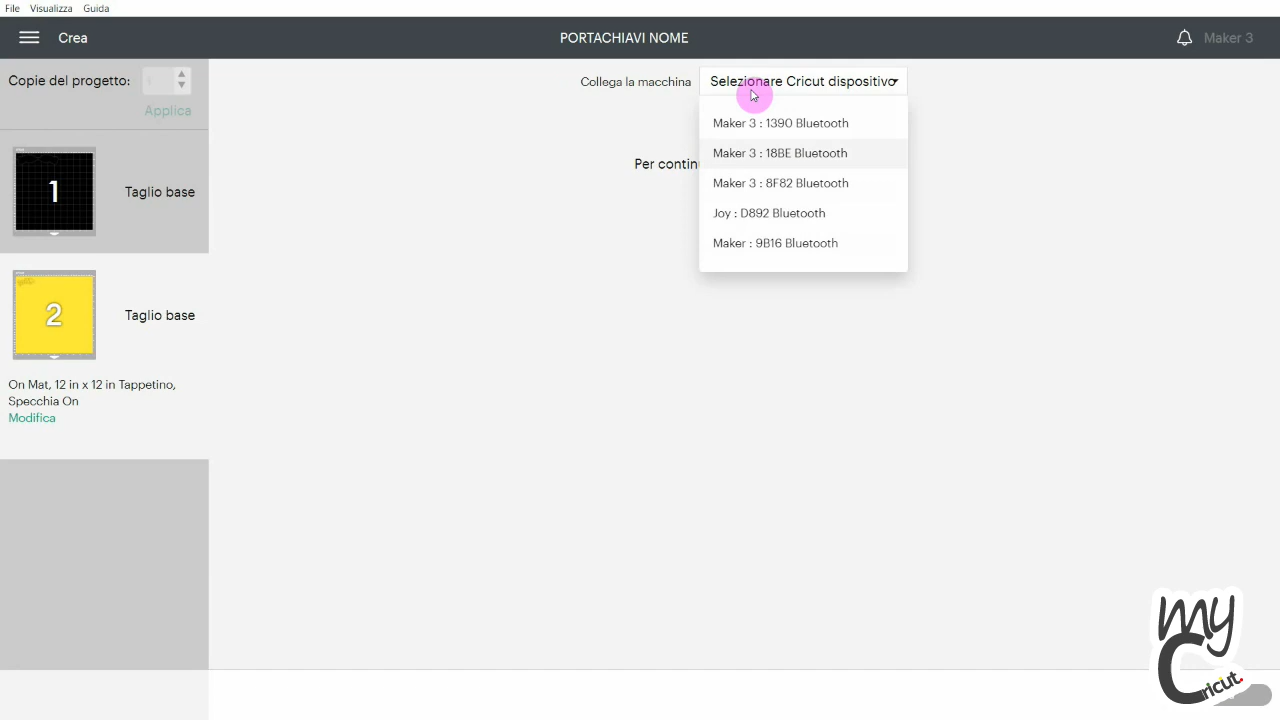 File Visualizza Guida
Crea
PORTACHIAVI NOME
Maker 3
Copie del progetto:
Applica
Collega la macchina
Selezionare Cricut dispositivo
Maker 3 : 1390 Bluetooth
Maker 3 : 18BE Bluetooth
Maker 3 : 8F82 Bluetooth
Joy : D892 Bluetooth
Maker : 9B16 Bluetooth
Per
1
Taglio base
2
Taglio base
On Mat, 12 in x 12 in Tappetino,
Specchia On
Modifica
my
Cricut.